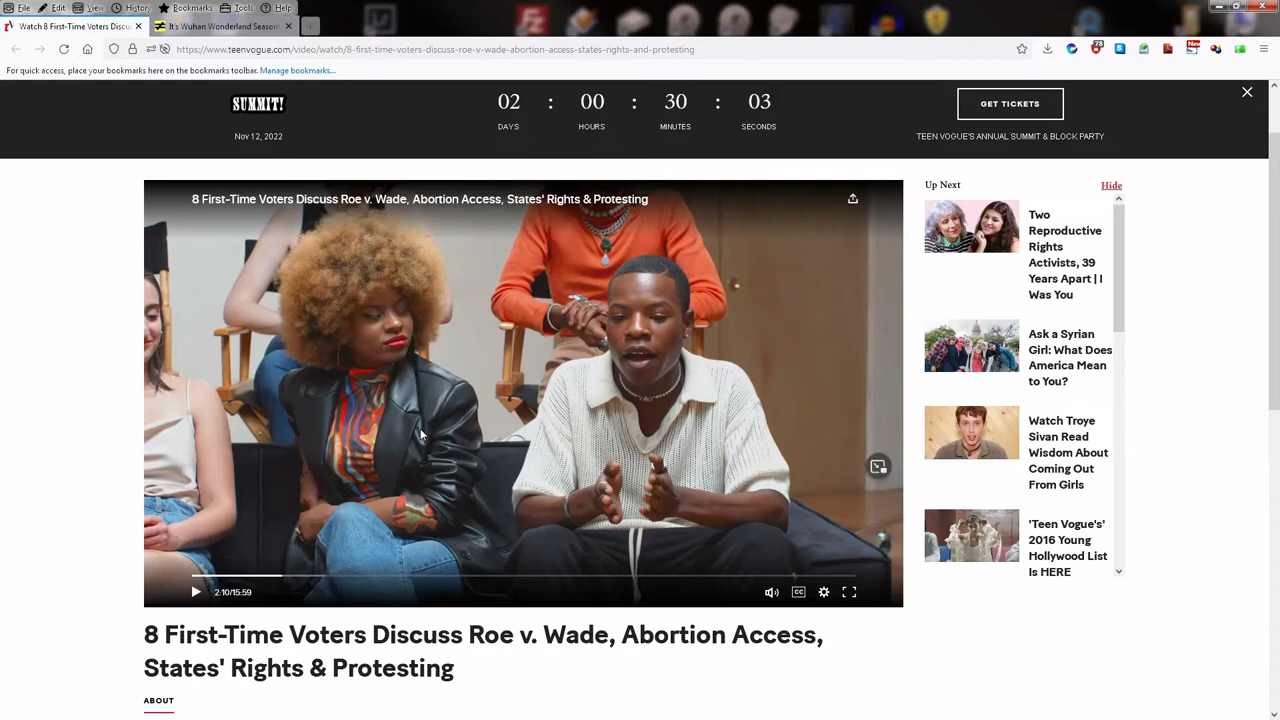 File Edit View History Bookmarks Tools Help
Watch 8 First-Time Voters Discus
It's Wuhan Wonderland Season!
https://www.teenvogue.com/video/watch/8-first-time-voters-discuss-roe-v-wade-abortion-access-states-rights-and-protesting
78
New
For quick access, place your bookmarks here on the bookmarks toolbar. Manage bookmarks...
SUMMIT!
Nov 12, 2022
02 : 00 : 30 : 03
DAYS HOURS MINUTES SECONDS
GET TICKETS
TEEN VOGUE'S ANNUAL SUMMIT & BLOCK PARTY
8 First-Time Voters Discuss Roe v. Wade, Abortion Access, States' Rights & Protesting
2:10/15:59
CC
Up Next
Hide
Two
Reproductive
Rights
Activists, 39
Years Apart | I
Was You
Ask a Syrian
Girl: What Does
America Mean
to You?
Watch Troye
Sivan Read
Wisdom About
Coming Out
From Girls
'Teen Vogue's'
2016 Young
Hollywood List
Is HERE
8 First-Time Voters Discuss Roe v. Wade, Abortion Access,
States' Rights & Protesting
ABOUT